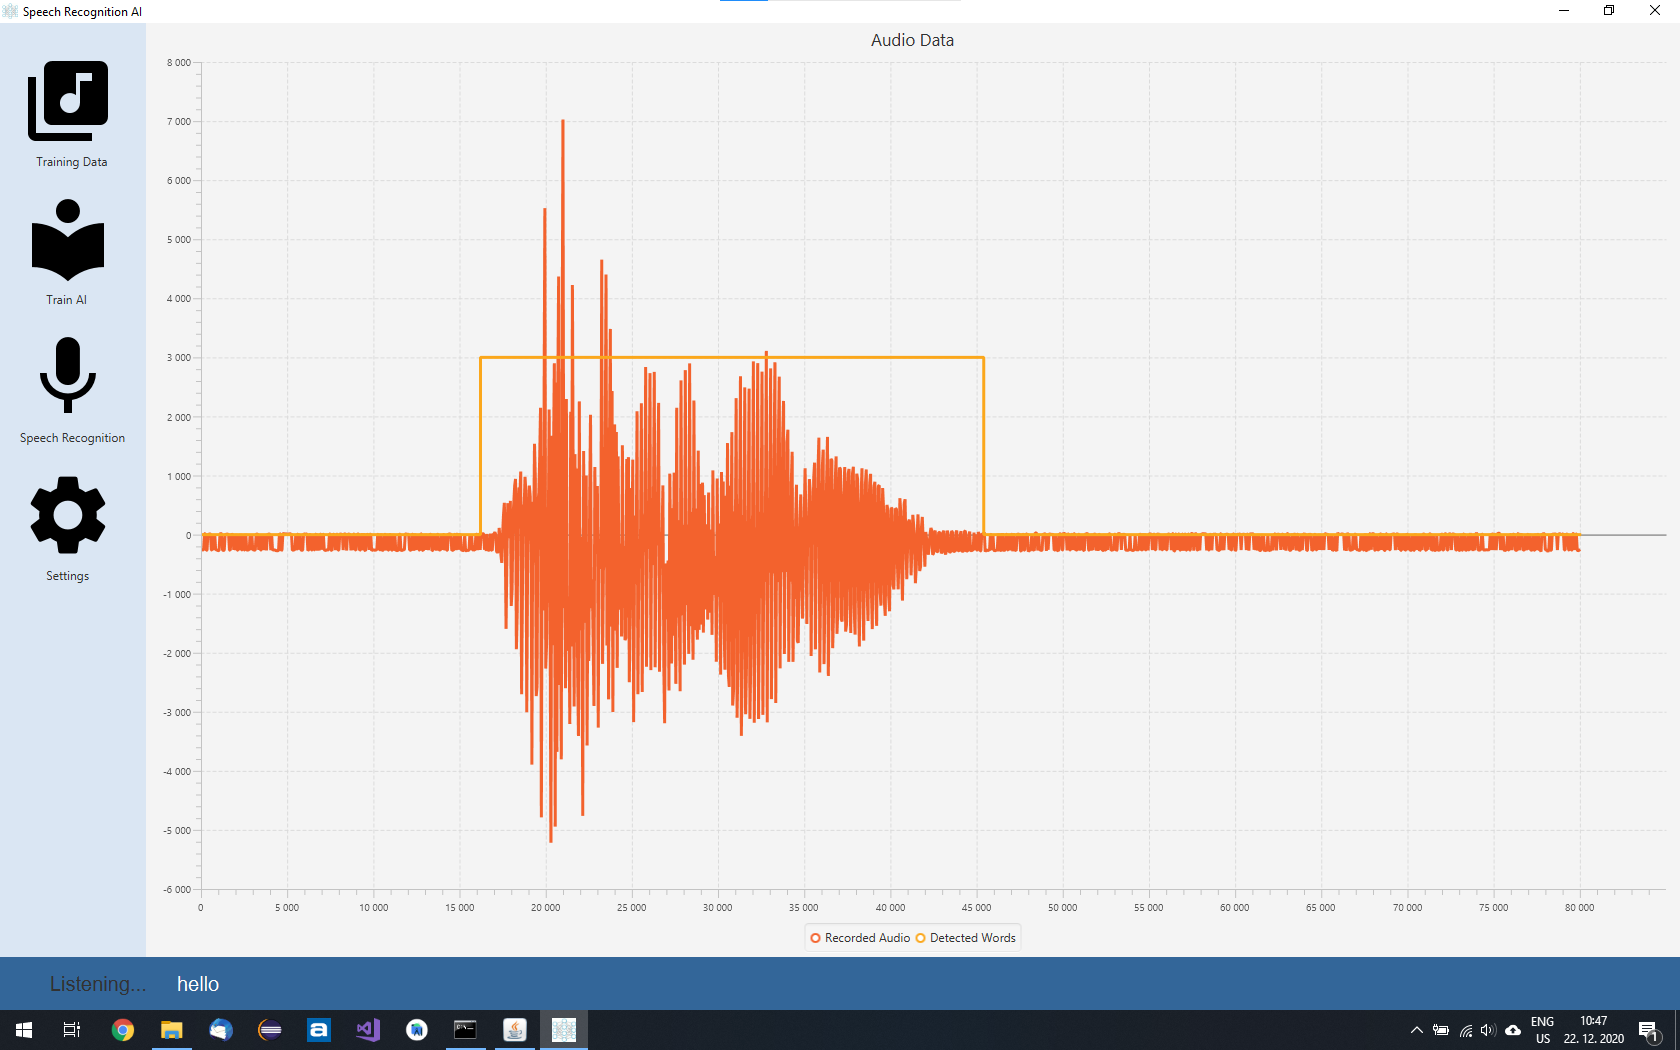 Speech Recognition AI
Training Data
Train AI
Speech Recognition
Settings
Audio Data
8 000
7 000
6 000
5 000
4 000
3 000
2 000
1 000
0
-1 000
-2 000
-3 000
-4 000
-5 000
-6 000
0 5 000 10 000 15 000 20 000 25 000 30 000 35 000 40 000 45 000 50 000 55 000 60 000 65 000 70 000 75 000 80 000
Recorded Audio Detected Words
Listening... hello
a
ENG 10:47
US 22. 12. 2020
1